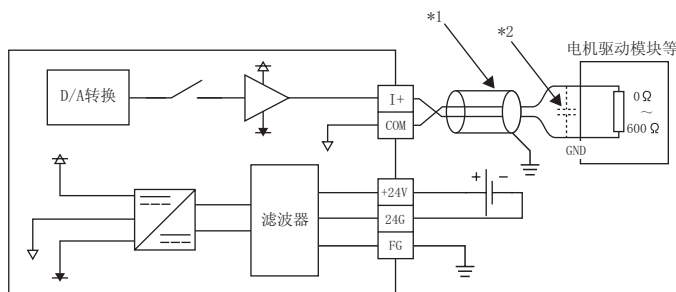 *1
*2
电机驱动模块等
D/A转换
I+
COM
0Ω
~
600Ω
GND
+24V
24G
FG
滤波器
+ −